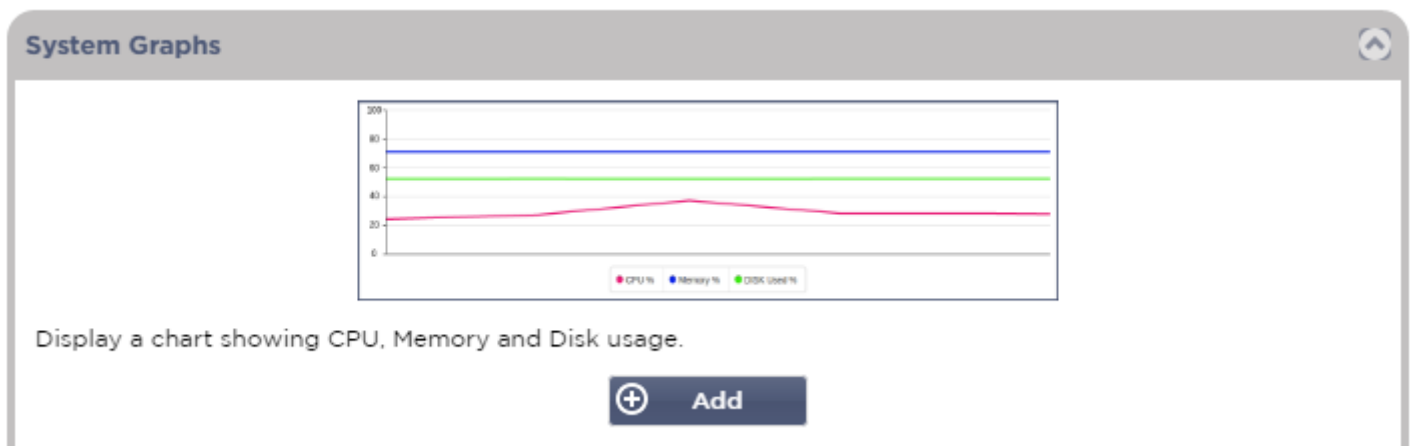 System Graphs
100
80
60
40
20
0
CPU % Memory % DISK Used %
Display a chart showing CPU, Memory and Disk usage.
Add